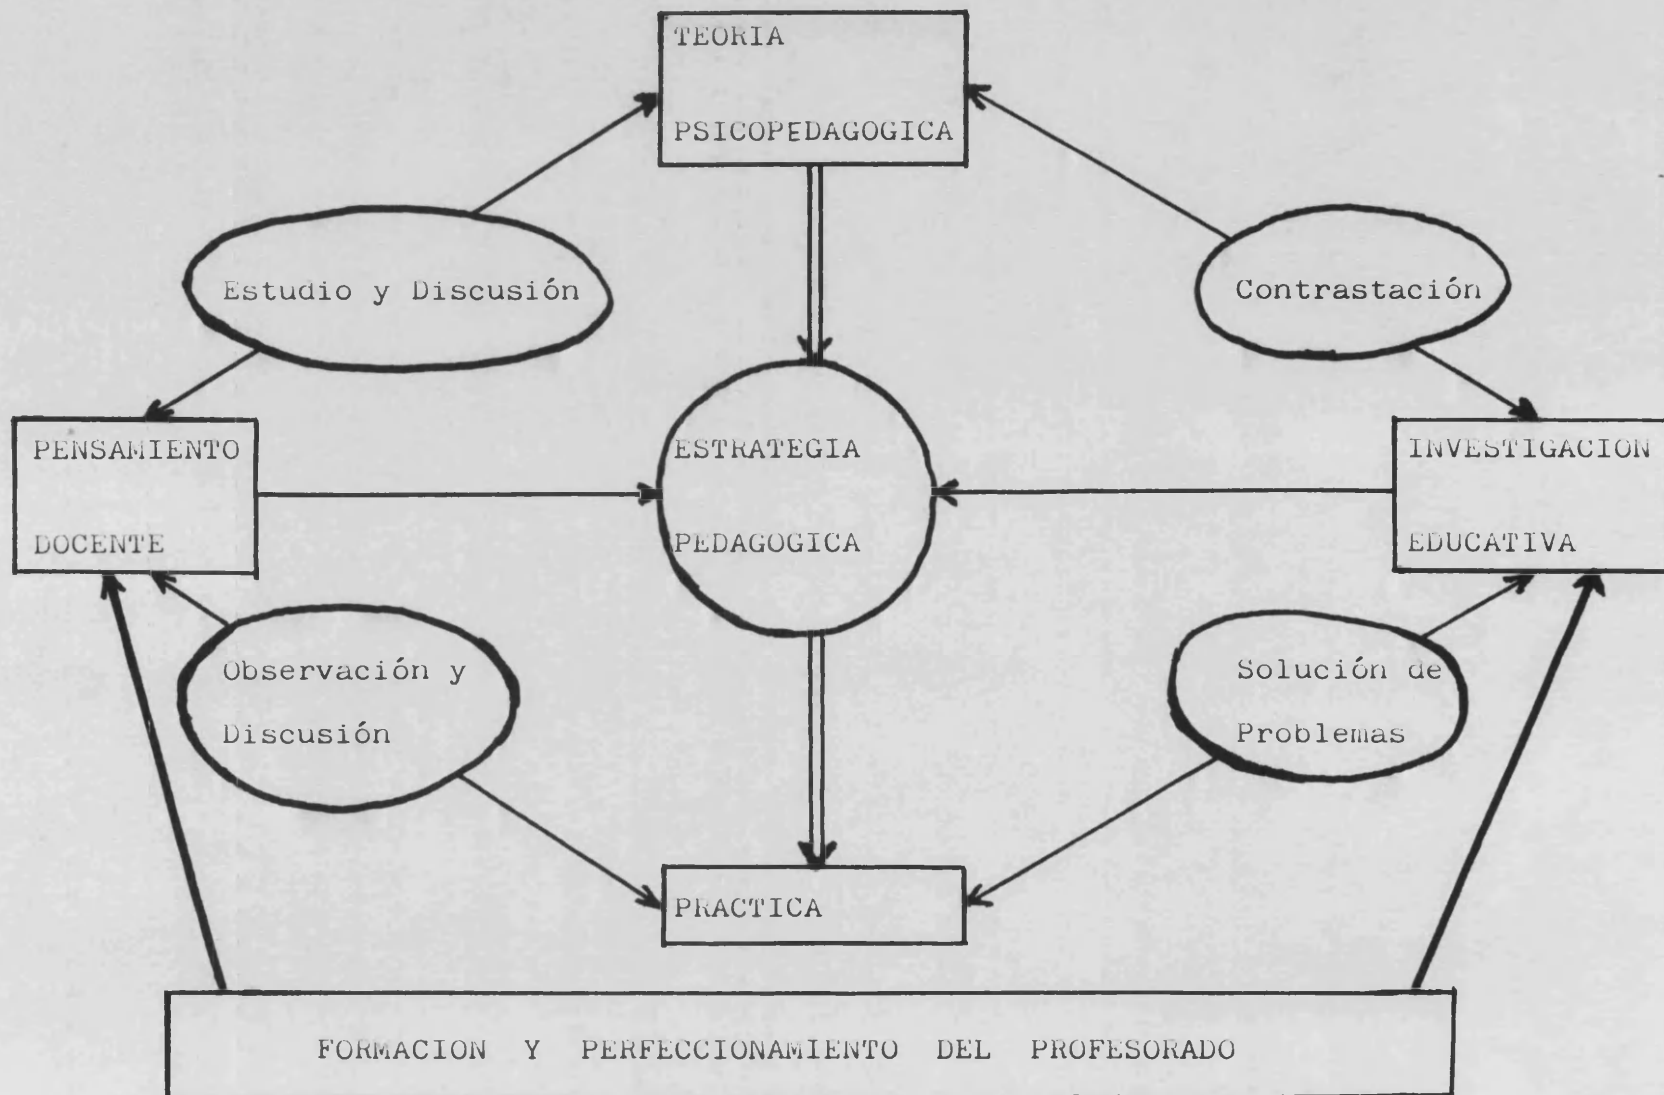 TEORIA
PSICOPEDAGOGICA
Estudio y Discusión
Contrastación
PENSAMIENTO
DOCENTE
ESTRATEGIA
PEDAGOGICA
INVESTIGACION
EDUCATIVA
Observación y
Discusión
Solución de
Problemas
PRACTICA
FORMACION Y PERFECCIONAMIENTO DEL PROFESORADO